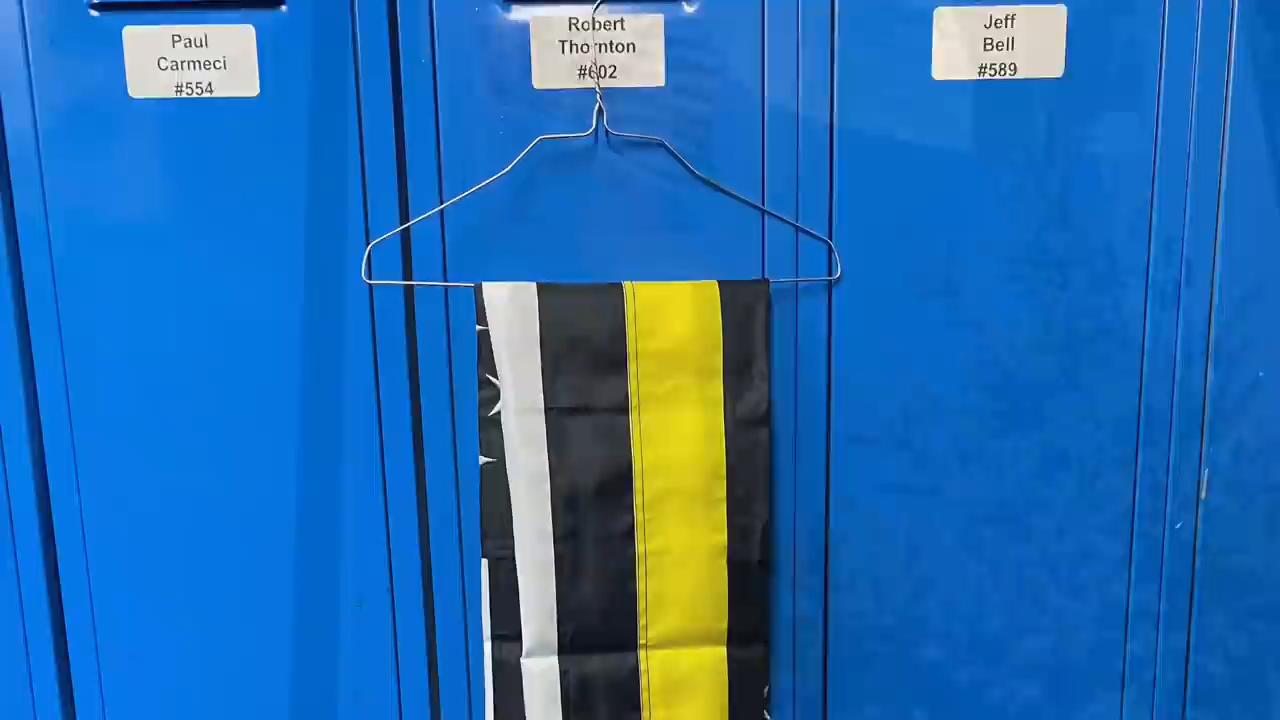 Paul
Carmeci
#554
Robert
Thornton
#602
Jeff
Bell
#589